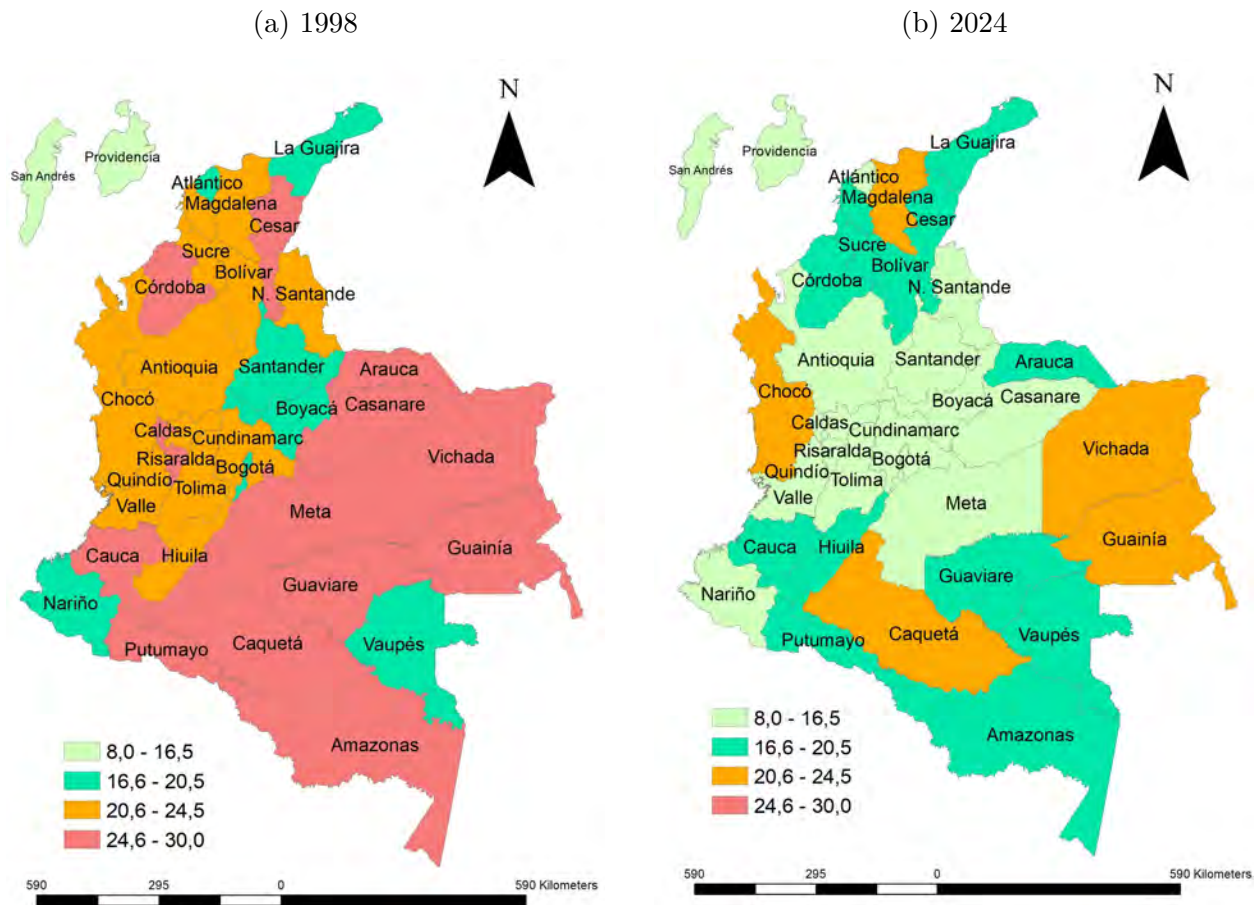 (a) 1998
N
La Guajira
Providencia
San Andrés
Atlántico
Magdalena
Cesar
Sucre
Bolívar
Córdoba
N. Santande
Antioquia
Santander
Arauca
Chocó
Boyacá
Casanare
Caldas
Cundinamarc
Risaralda
Bogotá
Vichada
Quindío
Tolima
Valle
Meta
Cauca
Hiuila
Guainía
Guaviare
Nariño
Putumayo
Caquetá
Vaupés
Amazonas
8,0 - 16,5
16,6 - 20,5
20,6 - 24,5
24,6 - 30,0
590 295 0 590 Kilometers
(b) 2024
N
La Guajira
Providencia
San Andrés
Atlántico
Magdalena
Cesar
Sucre
Bolívar
Córdoba
N. Santande
Antioquia
Santander
Arauca
Chocó
Boyacá
Casanare
Caldas
Cundinamarc
Risaralda
Bogotá
Vichada
Quindío
Tolima
Valle
Meta
Cauca
Hiuila
Guainía
Guaviare
Nariño
Putumayo
Caquetá
Vaupés
Amazonas
8,0 - 16,5
16,6 - 20,5
20,6 - 24,5
24,6 - 30,0
590 295 0 590 Kilometers